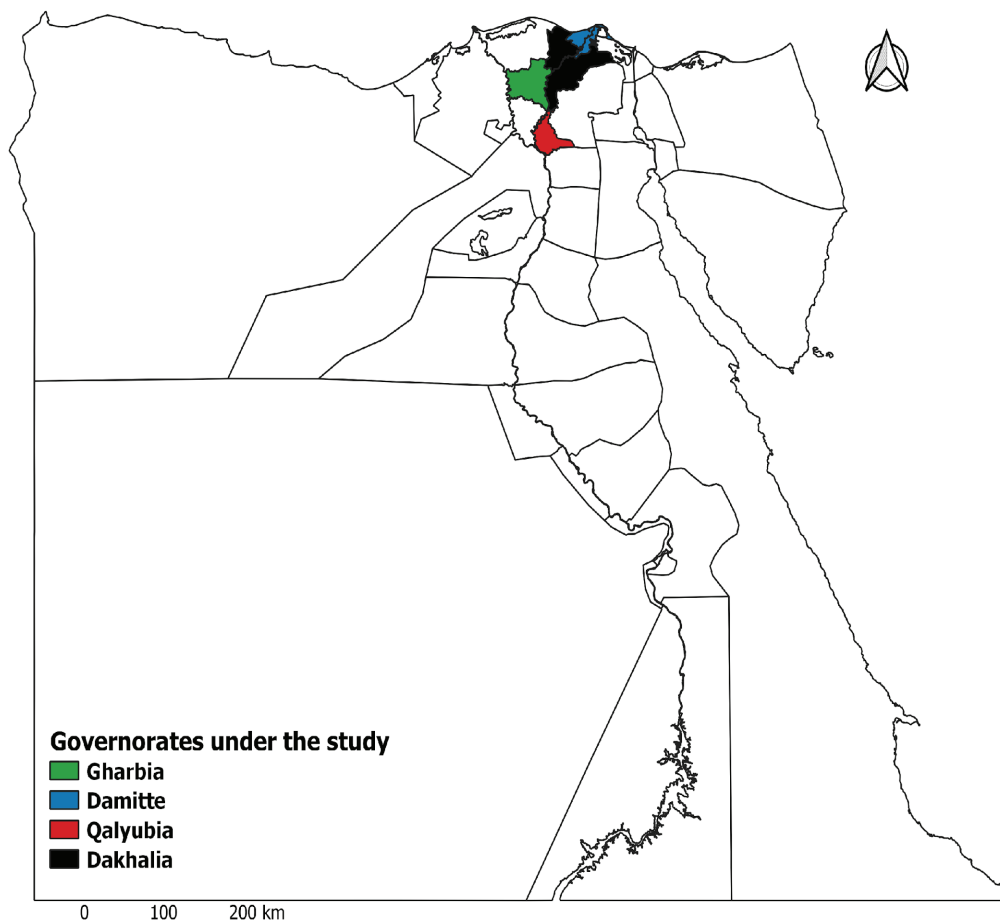 Governorates under the study
Gharbia
Damitte
Qalyubia
Dakhalia
0 100 200 km